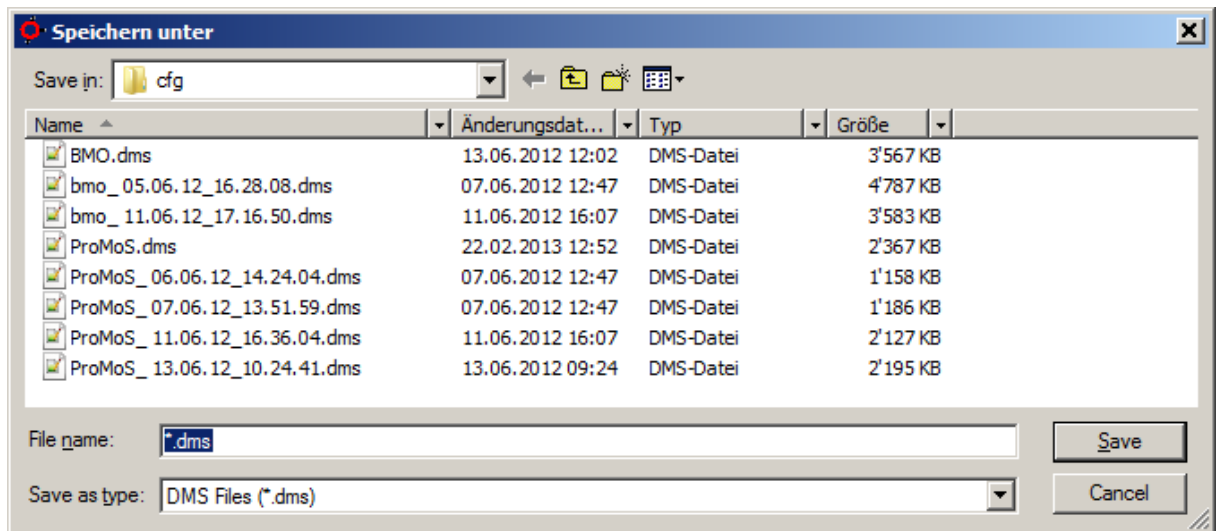 Speichern unter
Save in: cfg
Name Änderungsdat... Typ Größe
BMO.dms 13.06.2012 12:02 DMS-Datei 3'567 KB
bmo_ 05.06.12_16.28.08.dms 07.06.2012 12:47 DMS-Datei 4'787 KB
bmo_ 11.06.12_17.16.50.dms 11.06.2012 16:07 DMS-Datei 3'583 KB
ProMoS.dms 22.02.2013 12:52 DMS-Datei 2'367 KB
ProMoS_ 06.06.12_14.24.04.dms 07.06.2012 12:47 DMS-Datei 1'158 KB
ProMoS_ 07.06.12_13.51.59.dms 07.06.2012 12:47 DMS-Datei 1'186 KB
ProMoS_ 11.06.12_16.36.04.dms 11.06.2012 16:07 DMS-Datei 2'127 KB
ProMoS_ 13.06.12_10.24.41.dms 13.06.2012 09:24 DMS-Datei 2'195 KB
File name: *.dms Save
Save as type: DMS Files (*.dms) Cancel